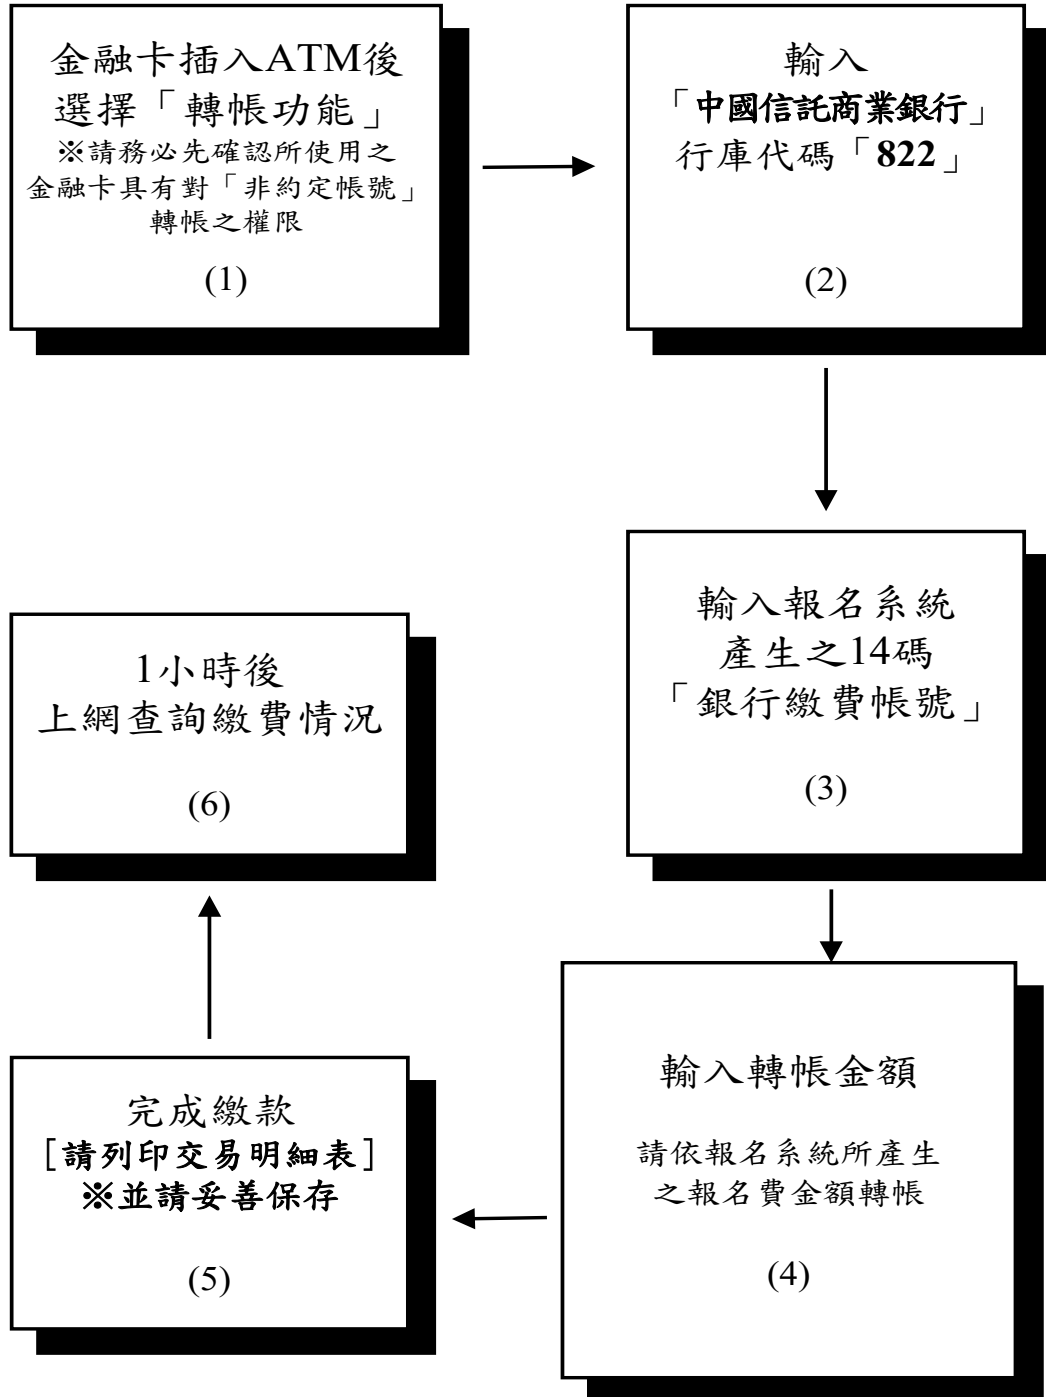 金融卡插入ATM後
選擇「轉帳功能」
※請務必先確認所使用之
金融卡具有對「非約定帳號」
轉帳之權限
(1)
輸入
「中國信託商業銀行」
行庫代碼「822」
(2)
輸入報名系統
產生之14碼
「銀行繳費帳號」
(3)
輸入轉帳金額
請依報名系統所產生
之報名費金額轉帳
(4)
完成繳款
[請列印交易明細表]
※並請妥善保存
(5)
1小時後
上網查詢繳費情況
(6)